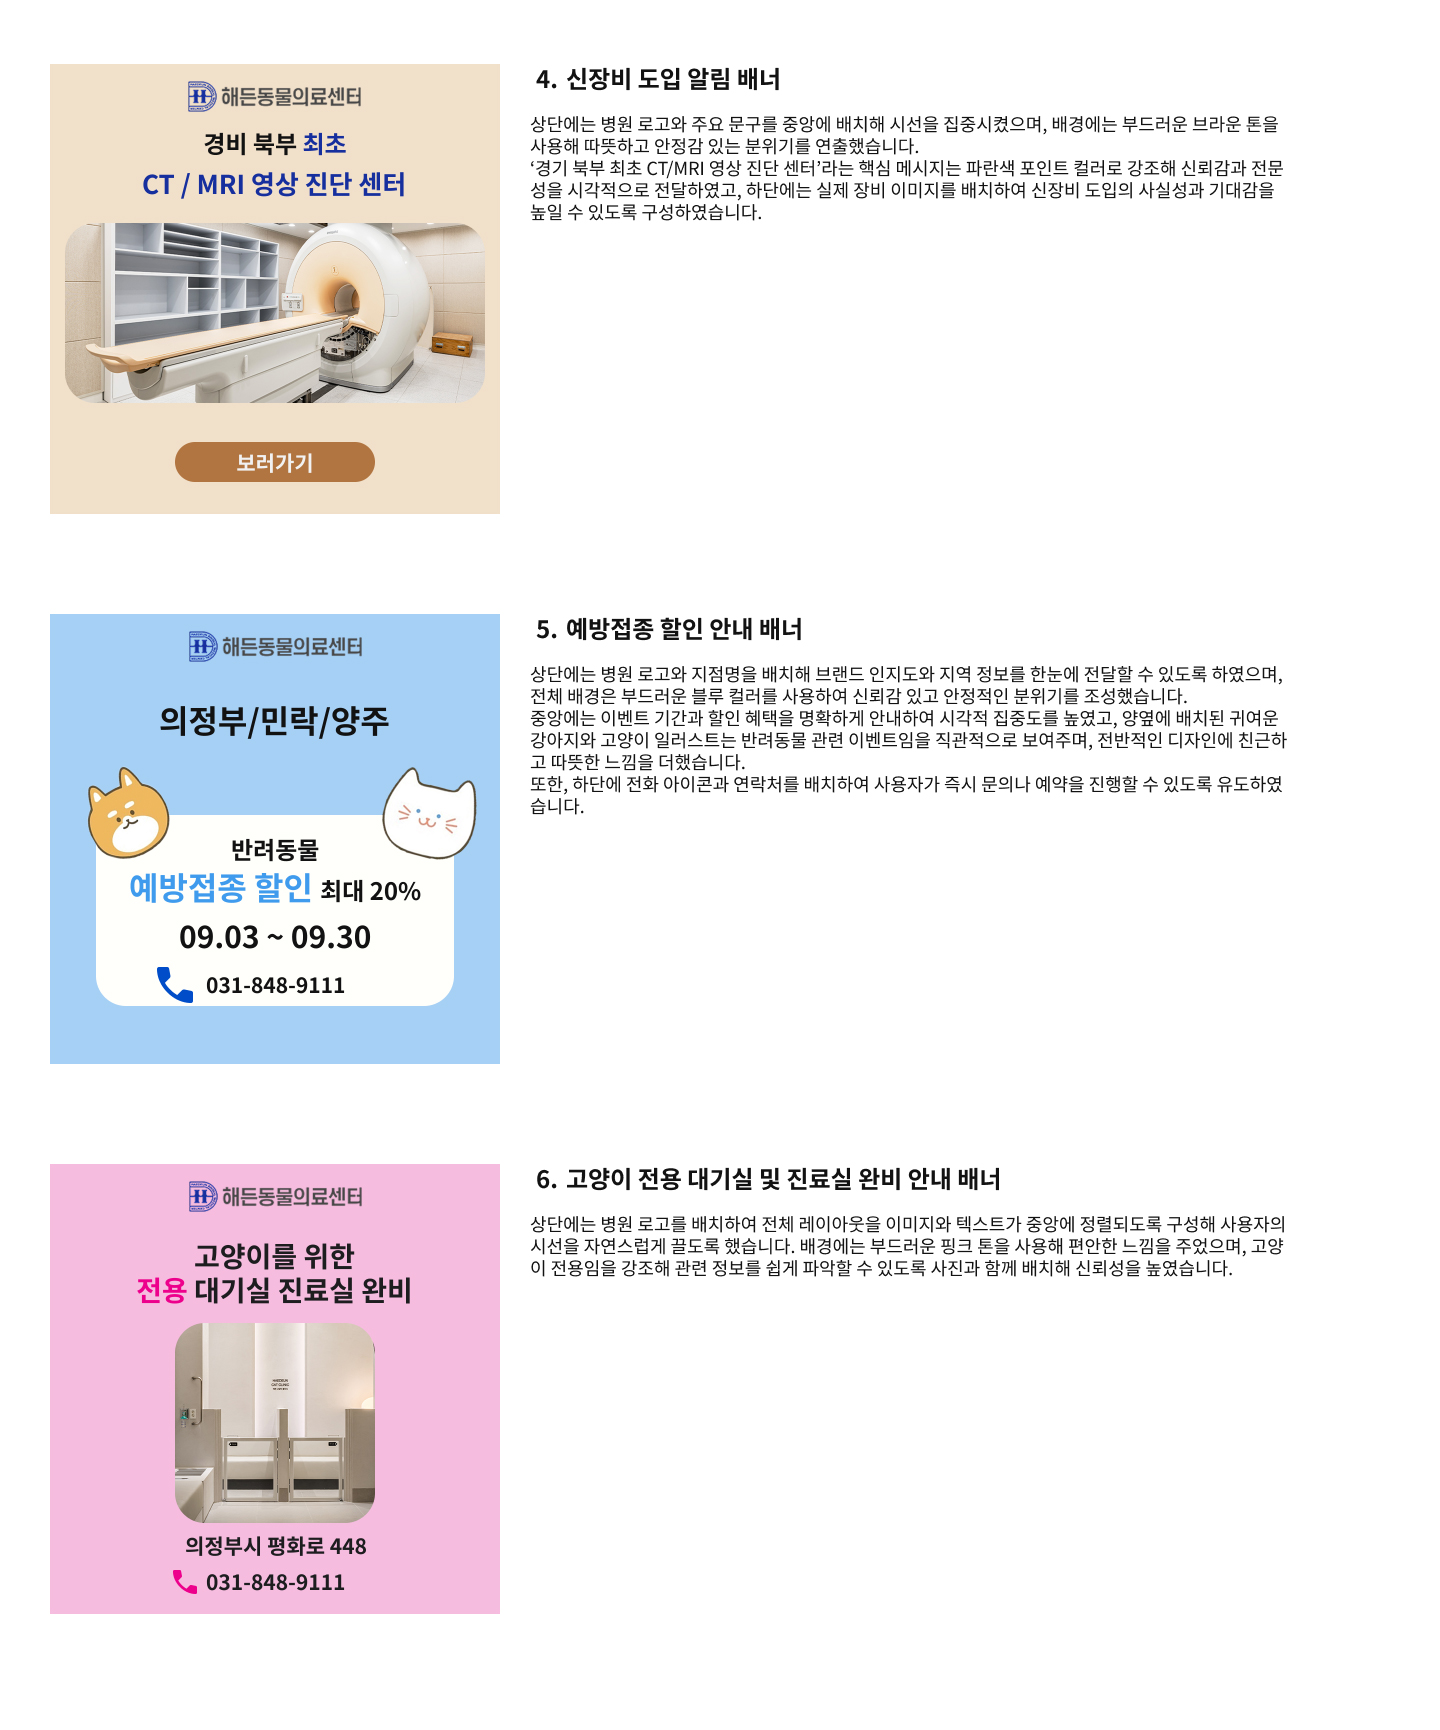 해든동물의료센터
경비 북부 최초
CT / MRI 영상 진단 센터
보러가기
4. 신장비 도입 알림 배너
상단에는 병원 로고와 주요 문구를 중앙에 배치해 시선을 집중시켰으며, 배경에는 부드러운 브라운 톤을
사용해 따뜻하고 안정감 있는 분위기를 연출했습니다.
‘경기 북부 최초 CT/MRI 영상 진단 센터’라는 핵심 메시지는 파란색 포인트 컬러로 강조해 신뢰감과 전문
성을 시각적으로 전달하였고, 하단에는 실제 장비 이미지를 배치하여 신장비 도입의 사실성과 기대감을
높일 수 있도록 구성하였습니다.
해든동물의료센터
의정부/민락/양주
반려동물
예방접종 할인 최대 20%
09.03 ~ 09.30
031-848-9111
5. 예방접종 할인 안내 배너
상단에는 병원 로고와 지점명을 배치해 브랜드 인지도와 지역 정보를 한눈에 전달할 수 있도록 하였으며,
전체 배경은 부드러운 블루 컬러를 사용하여 신뢰감 있고 안정적인 분위기를 조성했습니다.
중앙에는 이벤트 기간과 할인 혜택을 명확하게 안내하여 시각적 집중도를 높였고, 양옆에 배치된 귀여운
강아지와 고양이 일러스트는 반려동물 관련 이벤트임을 직관적으로 보여주며, 전반적인 디자인에 친근하
고 따뜻한 느낌을 더했습니다.
또한, 하단에 전화 아이콘과 연락처를 배치하여 사용자가 즉시 문의나 예약을 진행할 수 있도록 유도하였
습니다.
해든동물의료센터
고양이를 위한
전용 대기실 진료실 완비
HAEDEUN
CAT CLINIC
의정부시 평화로 448
031-848-9111
6. 고양이 전용 대기실 및 진료실 완비 안내 배너
상단에는 병원 로고를 배치하여 전체 레이아웃을 이미지와 텍스트가 중앙에 정렬되도록 구성해 사용자의
시선을 자연스럽게 끌도록 했습니다. 배경에는 부드러운 핑크 톤을 사용해 편안한 느낌을 주었으며, 고양
이 전용임을 강조해 관련 정보를 쉽게 파악할 수 있도록 사진과 함께 배치해 신뢰성을 높였습니다.